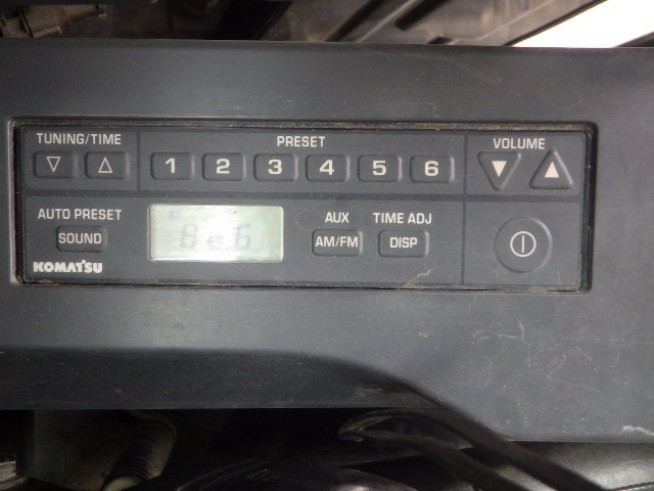 TUNING/TIME PRESET VOLUME
1 2 3 4 5 6
AUTO PRESET AUX TIME ADJ
SOUND AM/FM DISP
KOMATSU